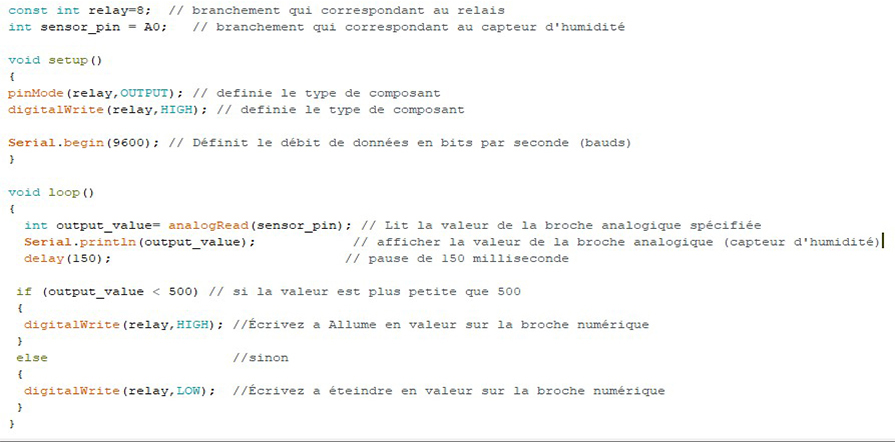 const int relay=8;  // branchement qui correspondant au relais
int sensor_pin = A0;   // branchement qui correspondant au capteur d'humidité
void setup()
{
pinMode(relay,OUTPUT); // definie le type de composant
digitalWrite(relay,HIGH); // definie le type de composant
Serial.begin(9600); // Définit le débit de données en bits par seconde (bauds)
}
void loop()
{
int output_value= analogRead(sensor_pin); // Lit la valeur de la broche analogique spécifiée
Serial.println(output_value);            // afficher la valeur de la broche analogique (capteur d'humidité)
delay(150);                             // pause de 150 milliseconde
if (output_value < 500) // si la valeur est plus petite que 500
{
digitalWrite(relay,HIGH); //Écrivez a Allume en valeur sur la broche numérique
}
else                       //sinon
{
digitalWrite(relay,LOW);  //Écrivez a éteindre en valeur sur la broche numérique
}
}